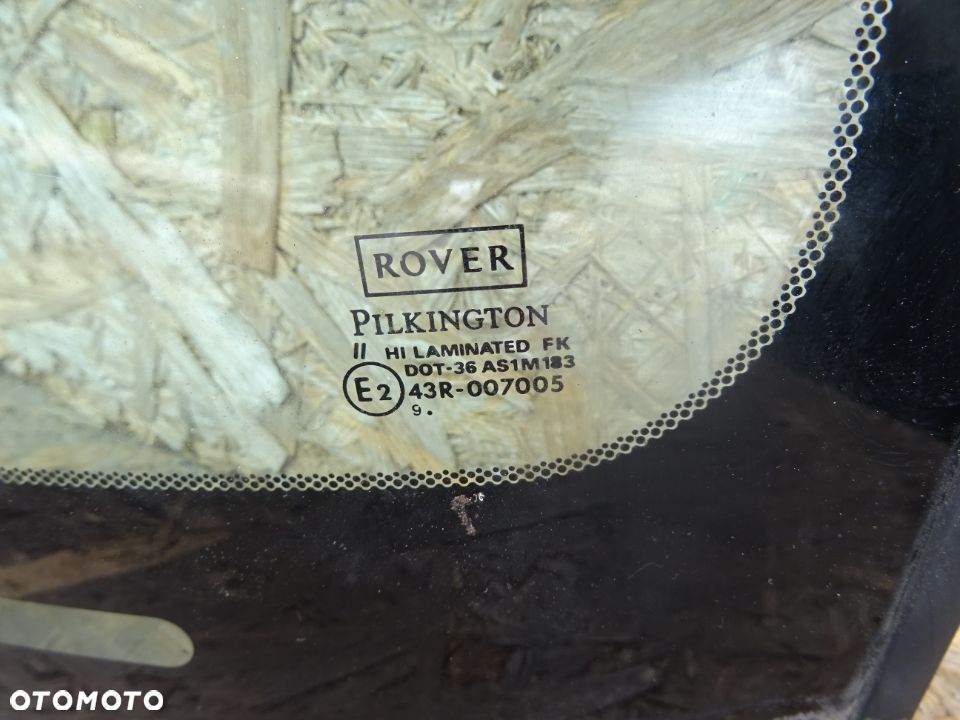 ROVER
PILKINGTON
II HI LAMINATED FK
DOT-36 AS1M183
E2 43R-007005
9.
OTOMOTO